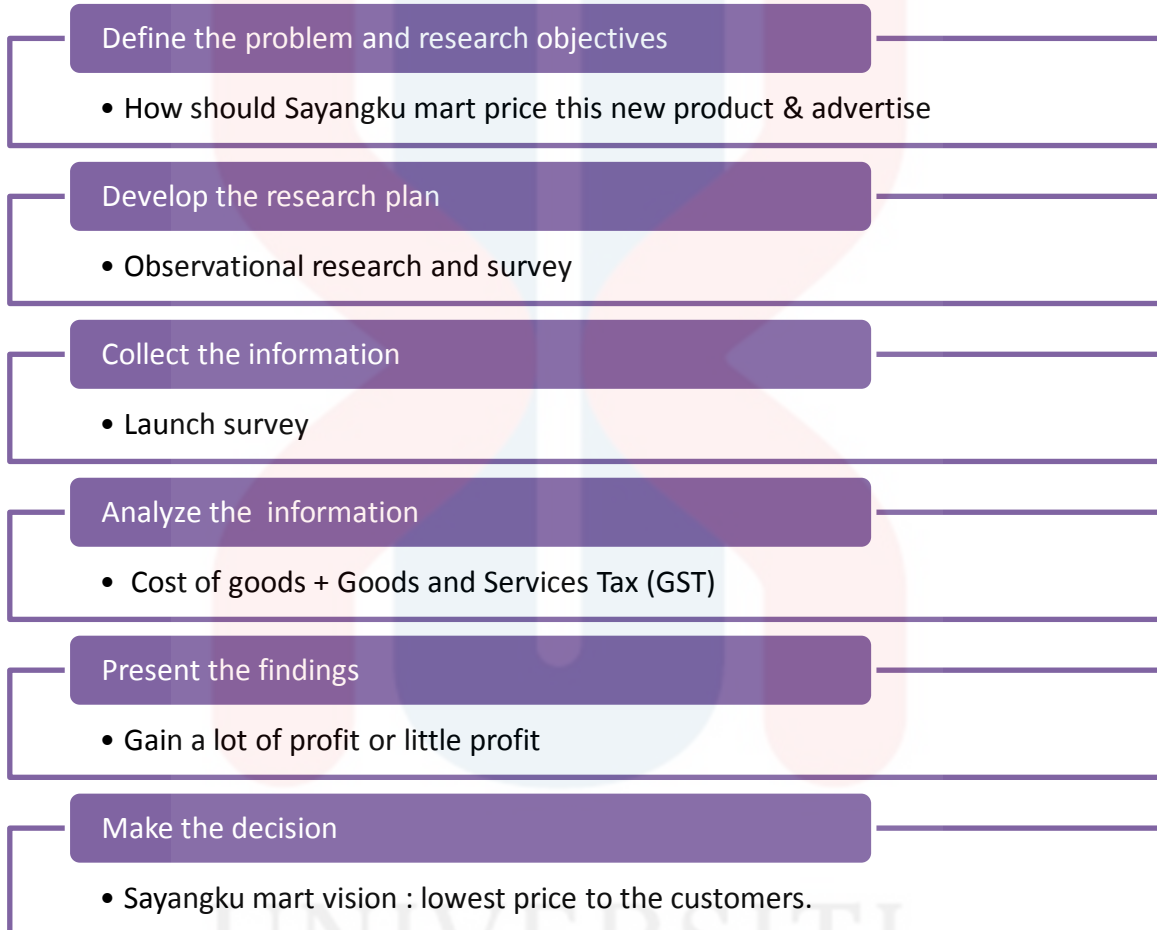 Define the problem and research objectives
• How should Sayangku mart price this new product & advertise
Develop the research plan
• Observational research and survey
Collect the information
• Launch survey
Analyze the  information
• Cost of goods + Goods and Services Tax (GST)
Present the findings
• Gain a lot of profit or little profit
Make the decision
• Sayangku mart vision : lowest price to the customers.
UNIVERSITI